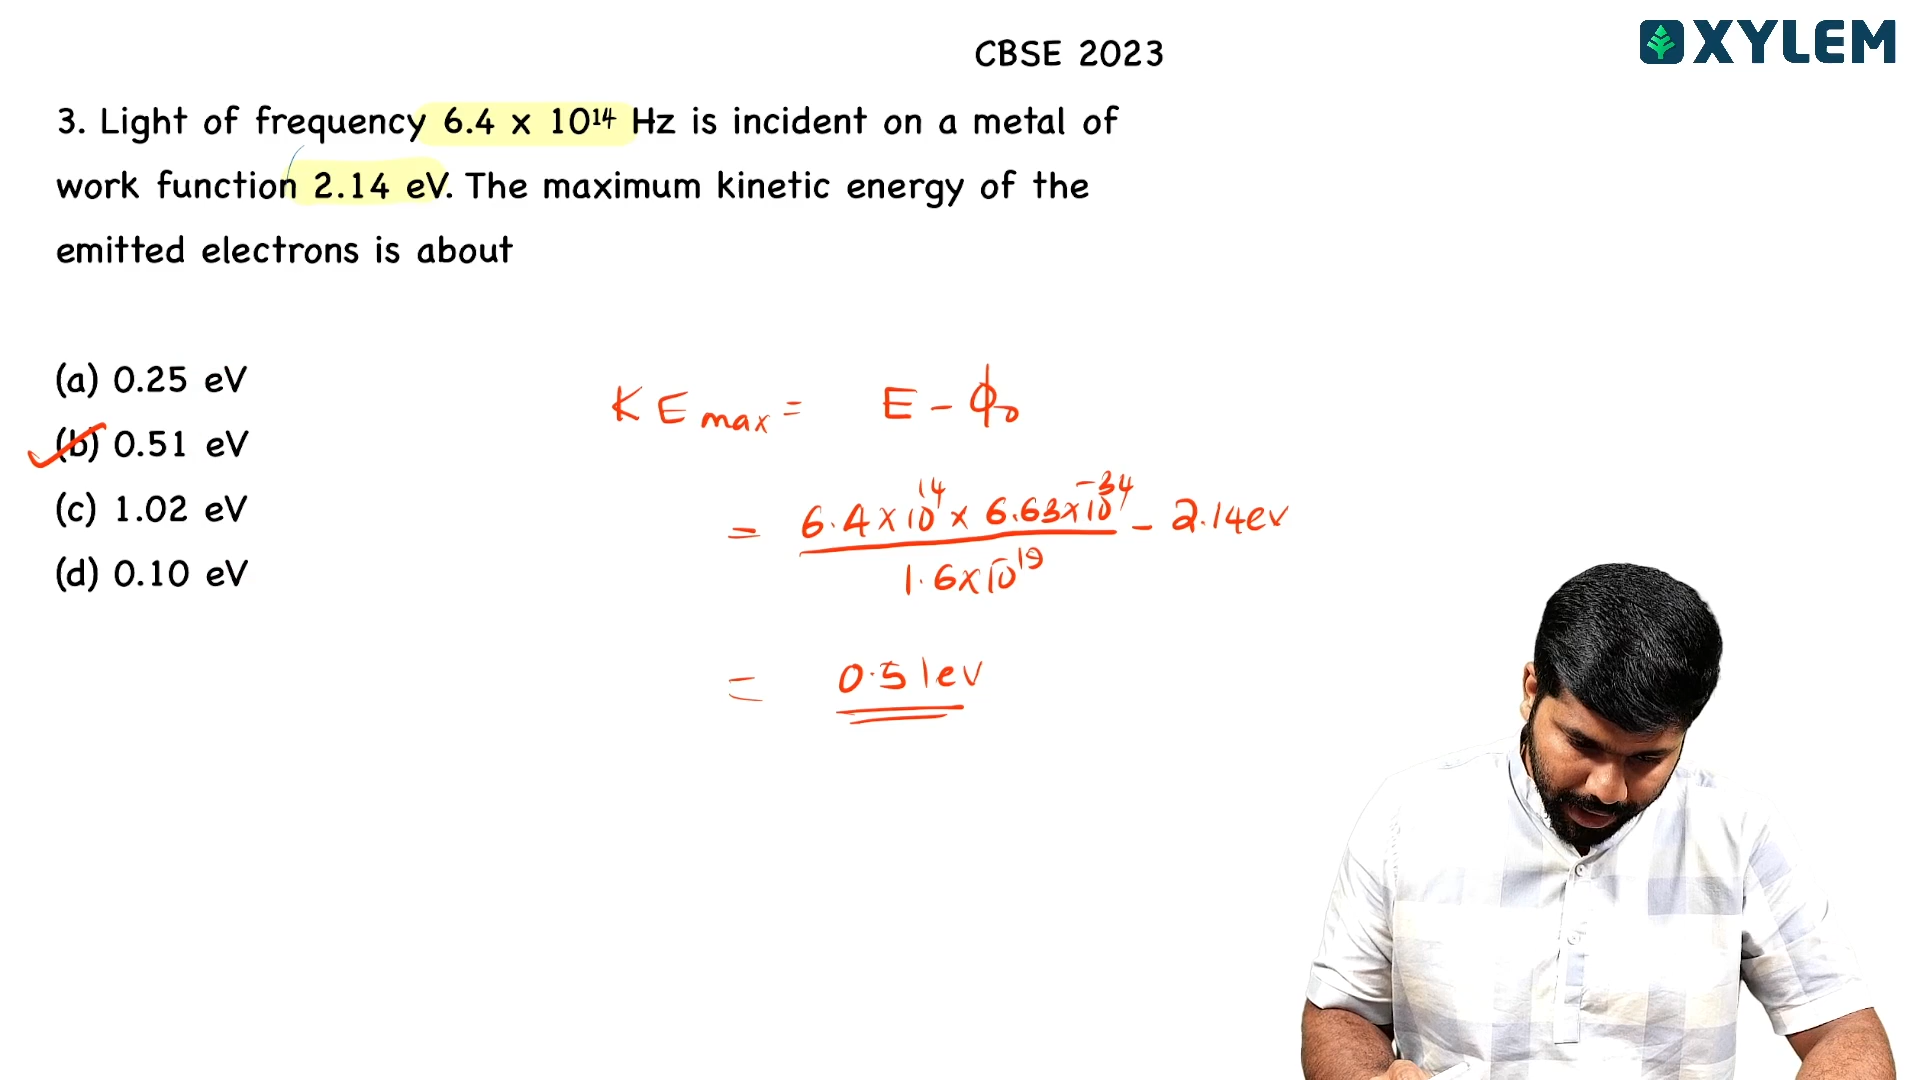 CBSE 2023
XYLEM
3. Light of frequency 6.4 x 10¹⁴ Hz is incident on a metal of
work function 2.14 eV. The maximum kinetic energy of the
emitted electrons is about
(a) 0.25 eV
(b) 0.51 eV
(c) 1.02 eV
(d) 0.10 eV
KEmax = E - ϕ₀
= 6.4 x 10¹⁴ x 6.63 x 10⁻³⁴ - 2.14 ev
1.6 x 10⁻¹⁹
= 0.51 ev